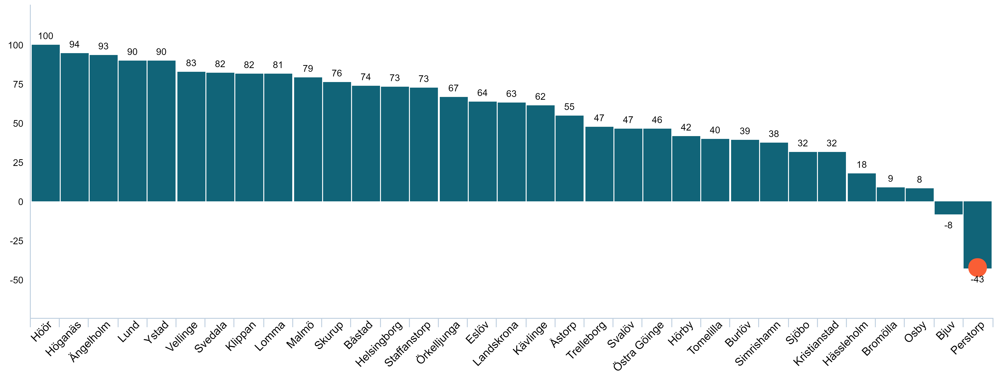 100
75
50
25
0
-25
-50
100
94
93
90
90
83
82
82
81
79
76
74
73
73
67
64
63
62
55
47
47
46
42
40
39
38
32
32
18
9
8
-8
-43
Höör
Höganäs
Ängelholm
Lund
Ystad
Vellinge
Svedala
Klippan
Lomma
Malmö
Skurup
Båstad
Helsingborg
Staffanstorp
Örkelljunga
Eslöv
Landskrona
Kävlinge
Åstorp
Trelleborg
Svalöv
Östra Göinge
Hörby
Tomelilla
Burlöv
Simrishamn
Sjöbo
Kristianstad
Hässleholm
Bromölla
Osby
Bjuv
Perstorp